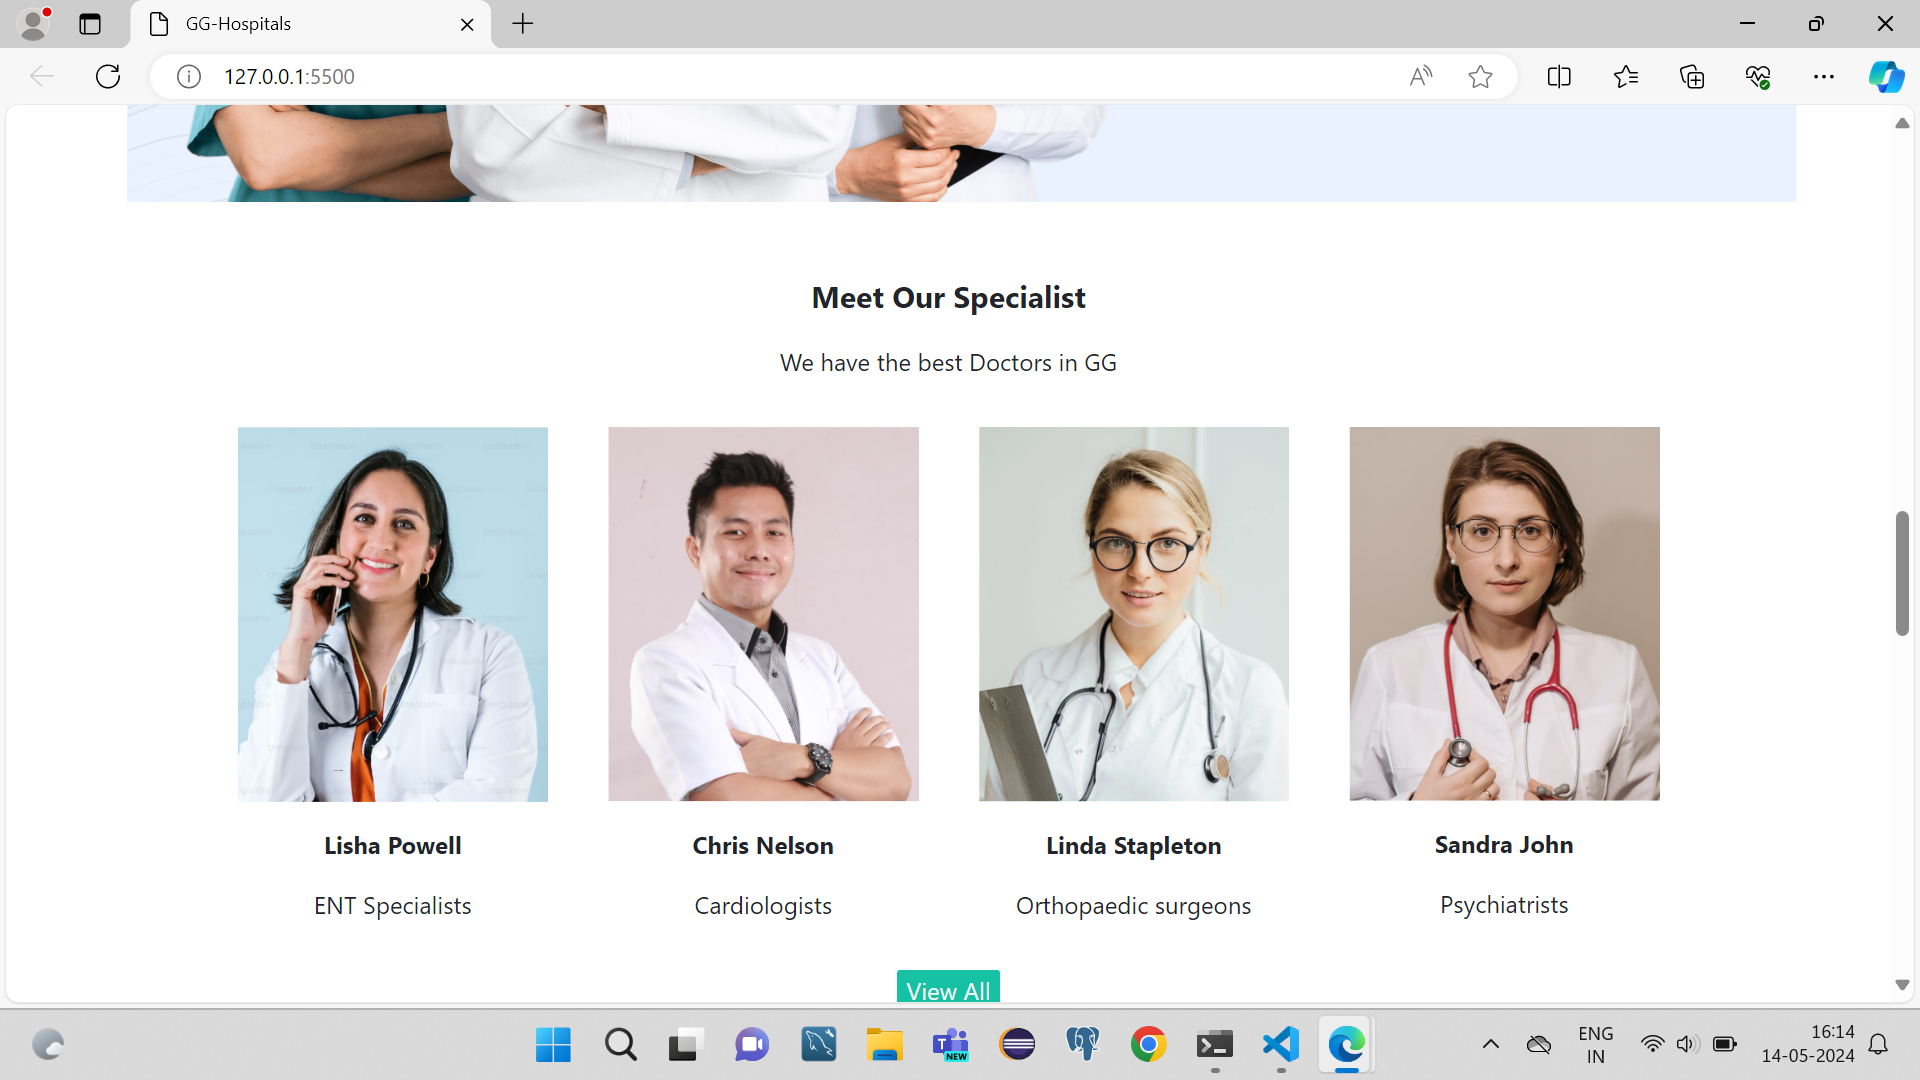 GG-Hospitals
127.0.0.1:5500
Meet Our Specialist
We have the best Doctors in GG
Lisha Powell
Chris Nelson
Linda Stapleton
Sandra John
ENT Specialists
Cardiologists
Orthopaedic surgeons
Psychiatrists
View All
NEW
ENG
IN
16:14
14-05-2024